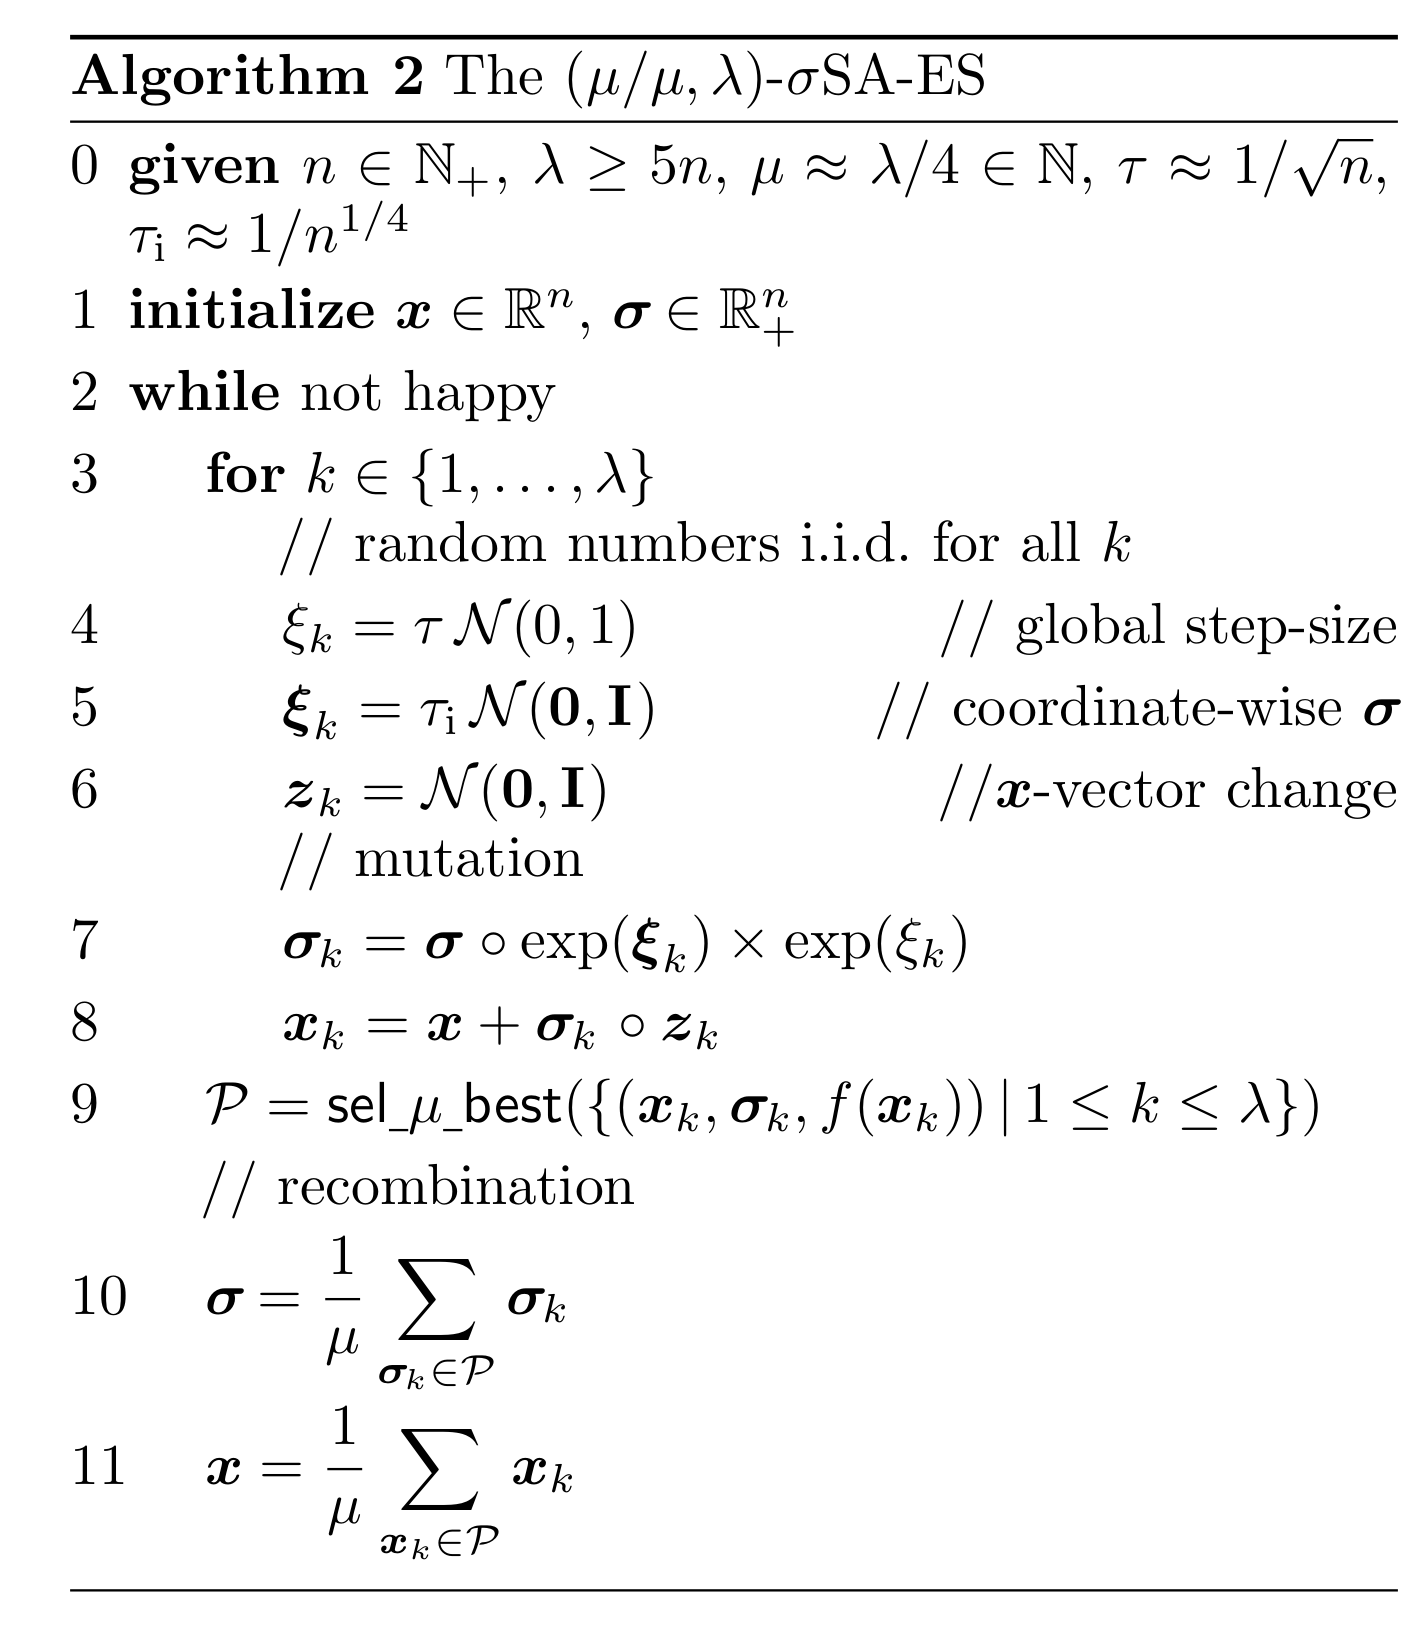 Algorithm 2 The (μ/μ, λ)-σSA-ES
0 given n ∈ ℕ₊, λ ≥ 5n, μ ≈ λ/4 ∈ ℕ, τ ≈ 1/√n,
τᵢ ≈ 1/n^{1/4}
1 initialize 𝒙 ∈ ℝⁿ, 𝝈 ∈ ℝ₊ⁿ
2 while not happy
3 for k ∈ {1, . . . , λ}
// random numbers i.i.d. for all k
4 ξₖ = τ 𝒩(0, 1) // global step-size
5 𝝃ₖ = τᵢ 𝒩(𝟎, 𝐈) // coordinate-wise 𝝈
6 𝒛ₖ = 𝒩(𝟎, 𝐈) //𝒙-vector change
// mutation
7 𝝈ₖ = 𝝈 ∘ exp(𝝃ₖ) × exp(ξₖ)
8 𝒙ₖ = 𝒙 + 𝝈ₖ ∘ 𝒛ₖ
9 𝒫 = sel_μ_best({(𝒙ₖ, 𝝈ₖ, f(𝒙ₖ)) | 1 ≤ k ≤ λ})
// recombination
10 𝝈 = \frac{1}{μ} ∑_{𝝈ₖ∈𝒫} 𝝈ₖ
11 𝒙 = \frac{1}{μ} ∑_{𝒙ₖ∈𝒫} 𝒙ₖ